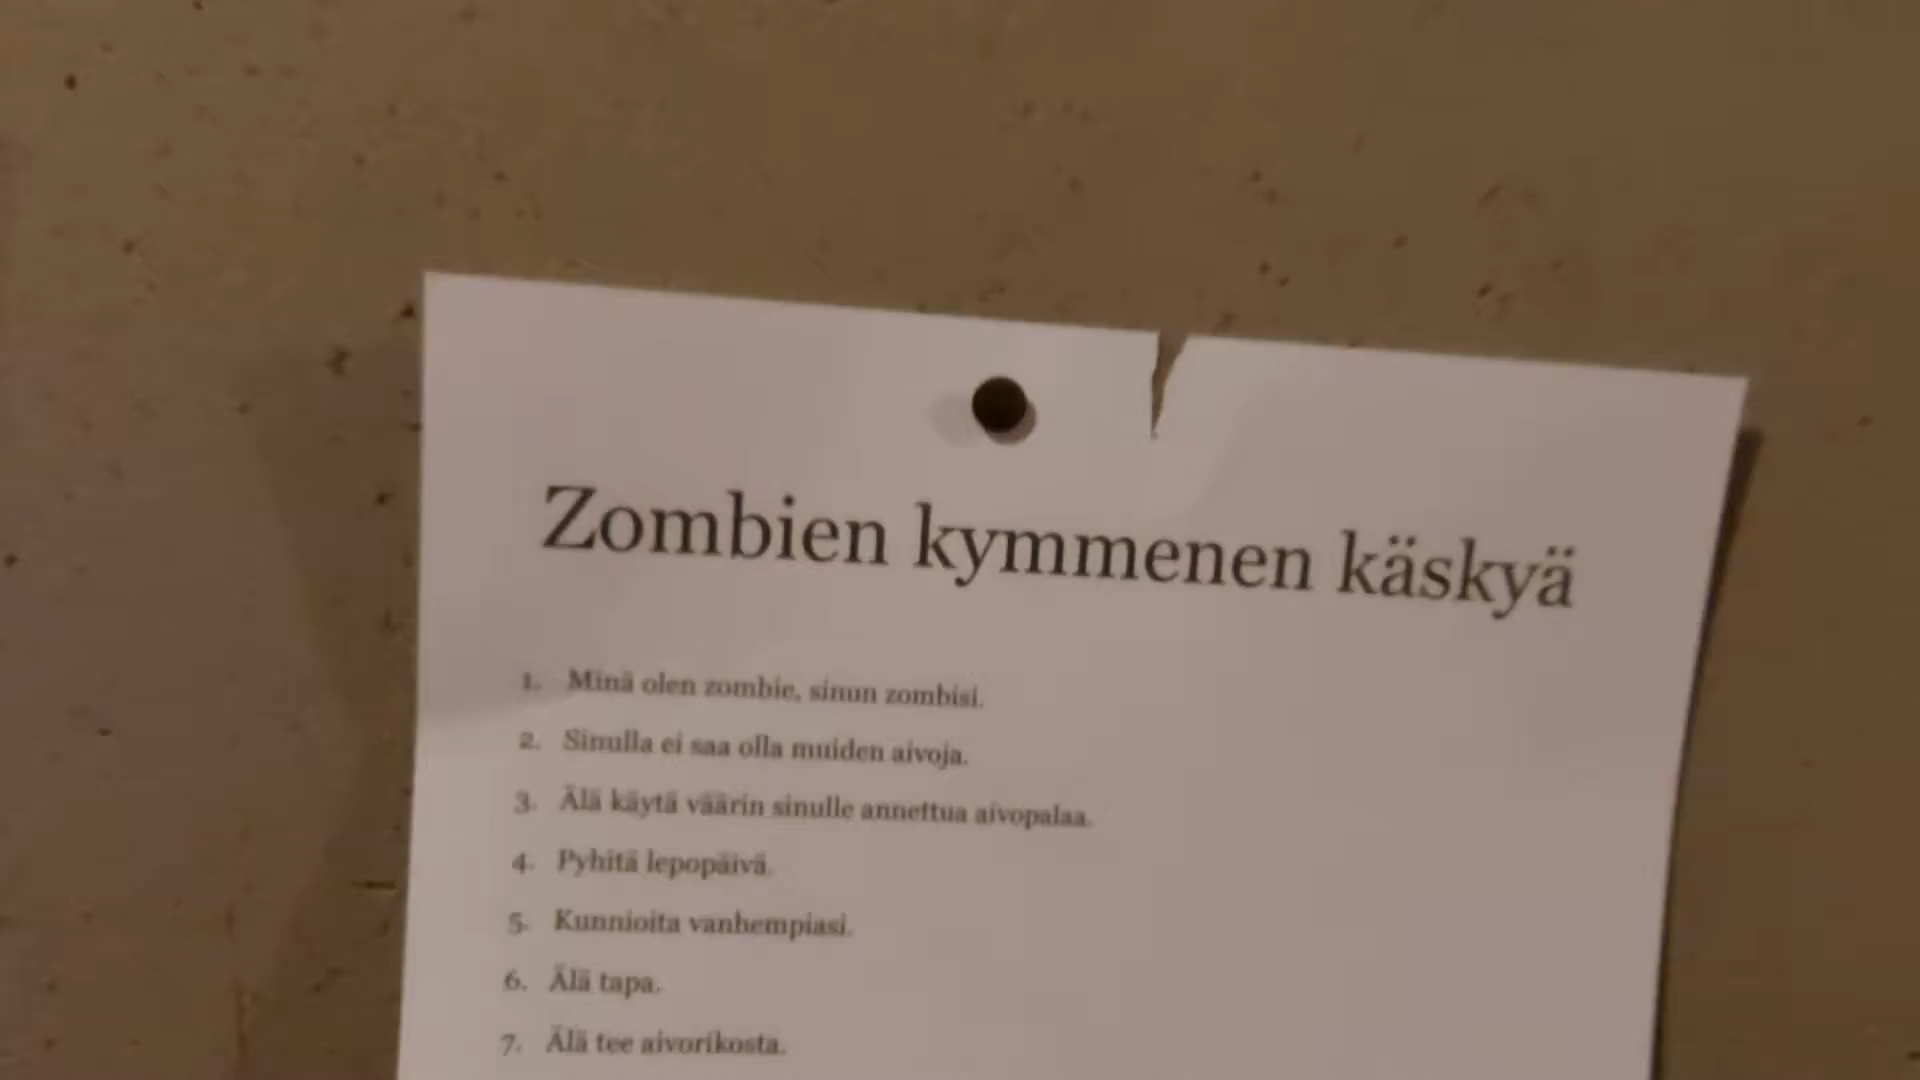 Zombien kymmenen käskyä
1. Minä olen zombie, sinun zombisi.
2. Sinulla ei saa olla muiden aivoja.
3. Älä käytä väärin sinulle annettua aivopalaa.
4. Pyhitä lepopäivä.
5. Kunnioita vanhempiasi.
6. Älä tapa.
7. Älä tee aivorikosta.